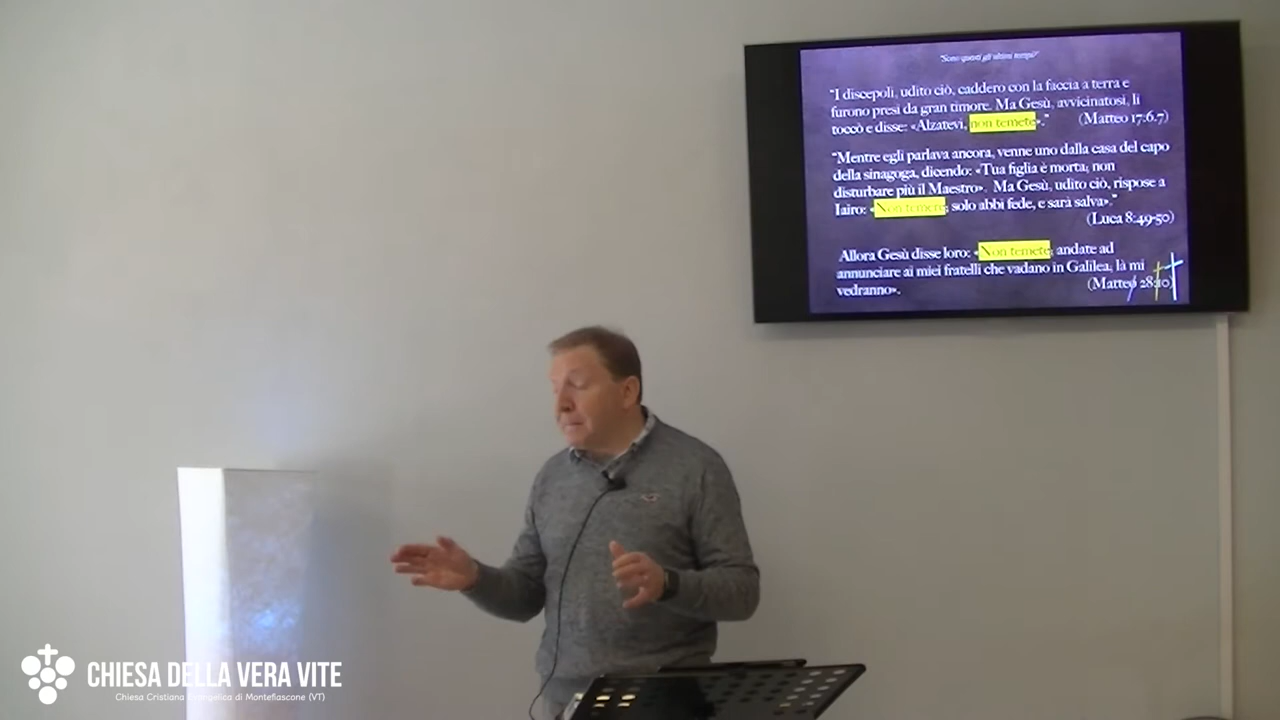 "Sono questi gli ultimi tempi?"
"I discepoli, udito ciò, caddero con la faccia a terra e
furono presi da gran timore. Ma Gesù, avvicinatosi, li
toccò e disse: «Alzatevi, non temete»." (Matteo 17:6.7)
"Mentre egli parlava ancora, venne uno dalla casa del capo
della sinagoga, dicendo: «Tua figlia è morta; non
disturbare più il Maestro». Ma Gesù, udito ciò, rispose a
Iairo: «Non temere; solo abbi fede, e sarà salva»."
(Luca 8:49-50)
Allora Gesù disse loro: «Non temete; andate ad
annunciare ai miei fratelli che vadano in Galilea; là mi
vedranno». (Matteo 28:10)
CHIESA DELLA VERA VITE
Chiesa Cristiana Evangelica di Montefiascone (VT)